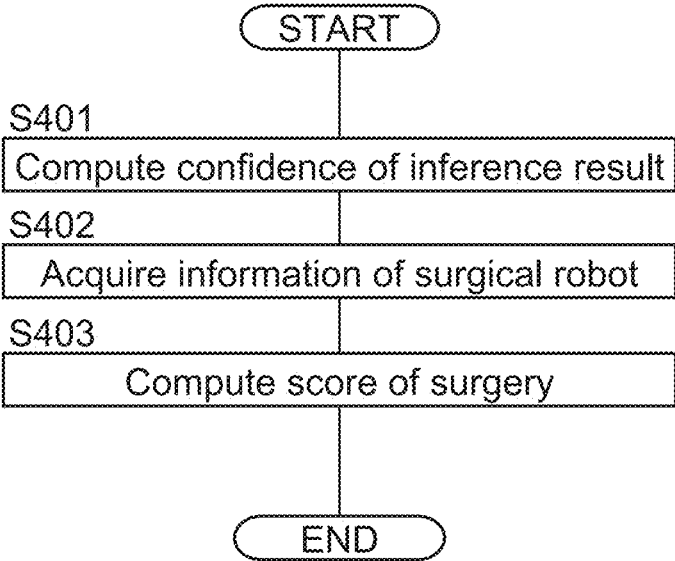 START
S401
Compute confidence of inference result
S402
Acquire information of surgical robot
S403
Compute score of surgery
END